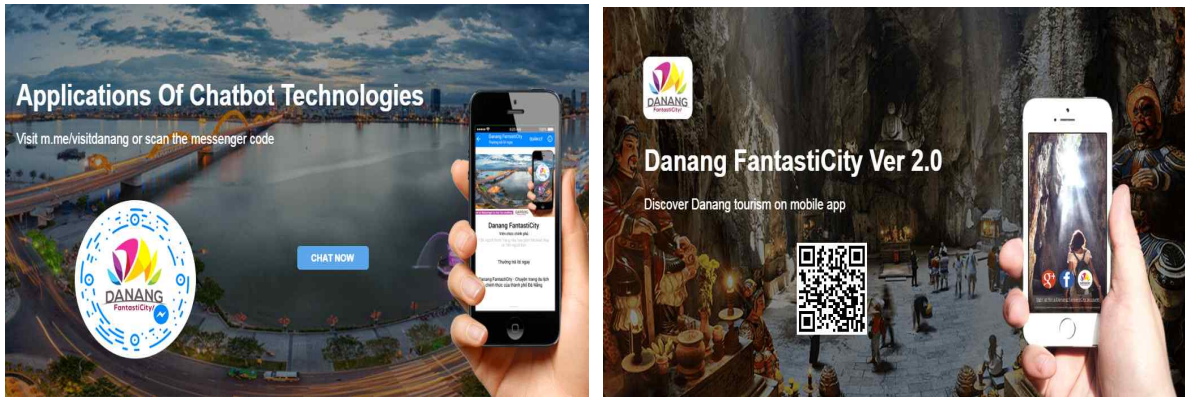 Applications Of Chatbot Technologies
Visit m.me/visitdanang or scan the messenger code
DANANG
FantastiCity
CHAT NOW
Danang FantastiCity
Danang FantastiCity
DANANG
FantastiCity
Danang FantastiCity Ver 2.0
Discover Danang tourism on mobile app